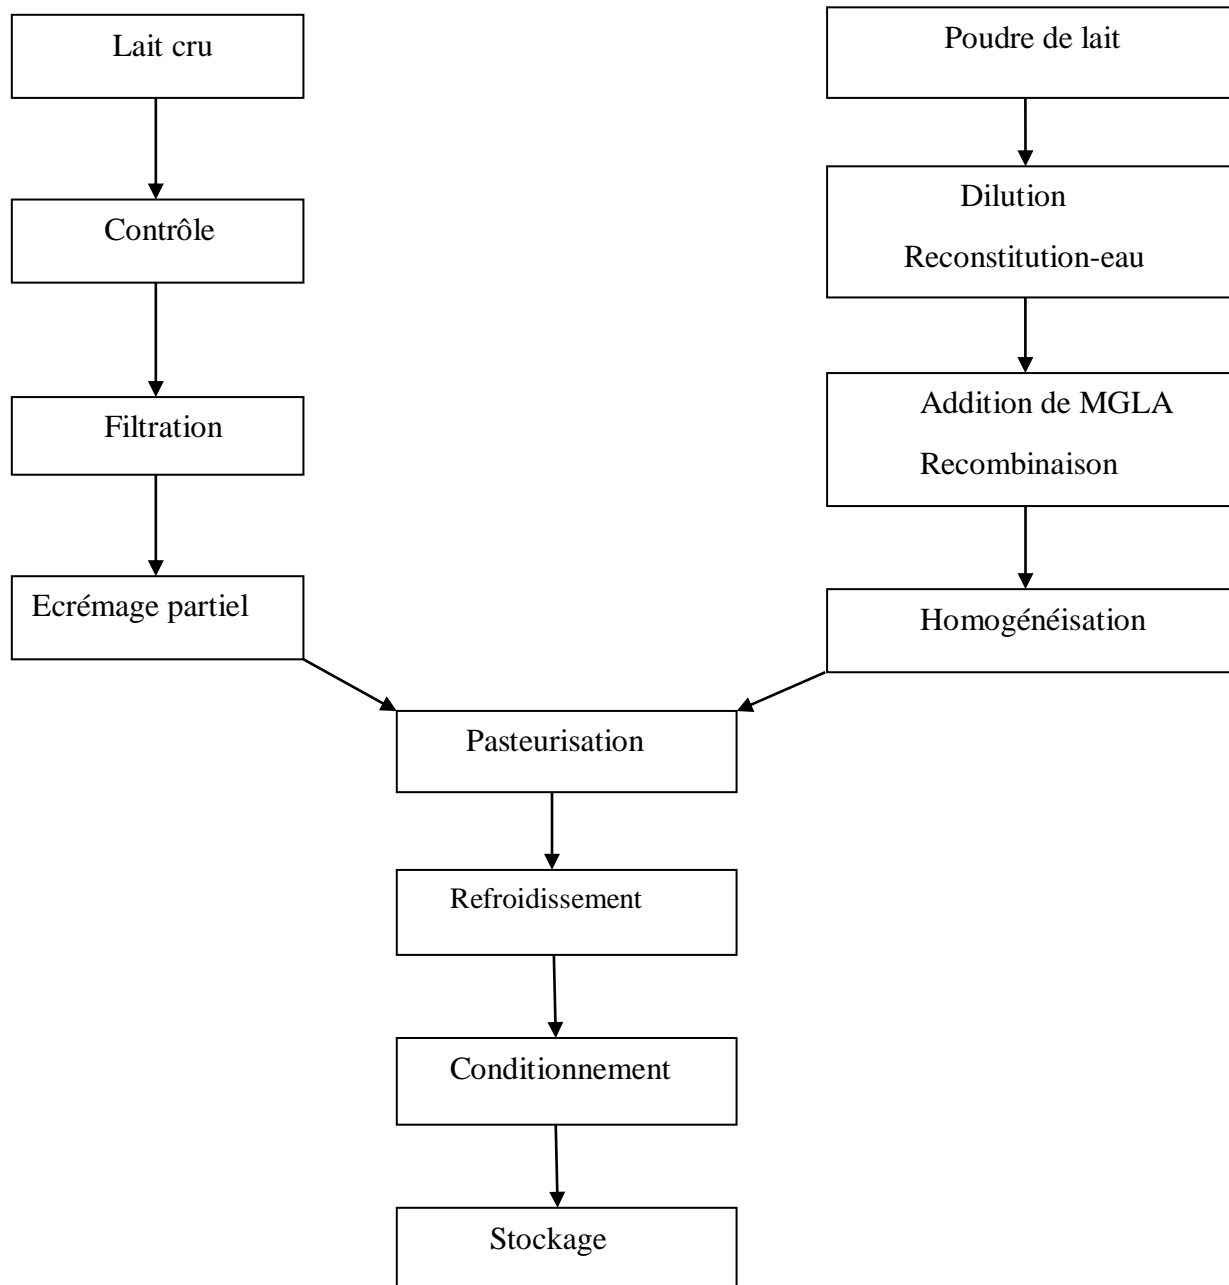 Lait cru
Contrôle
Filtration
Ecrémage partiel
Poudre de lait
Dilution
Reconstitution-eau
Addition de MGLA
Recombinaison
Homogénéisation
Pasteurisation
Refroidissement
Conditionnement
Stockage